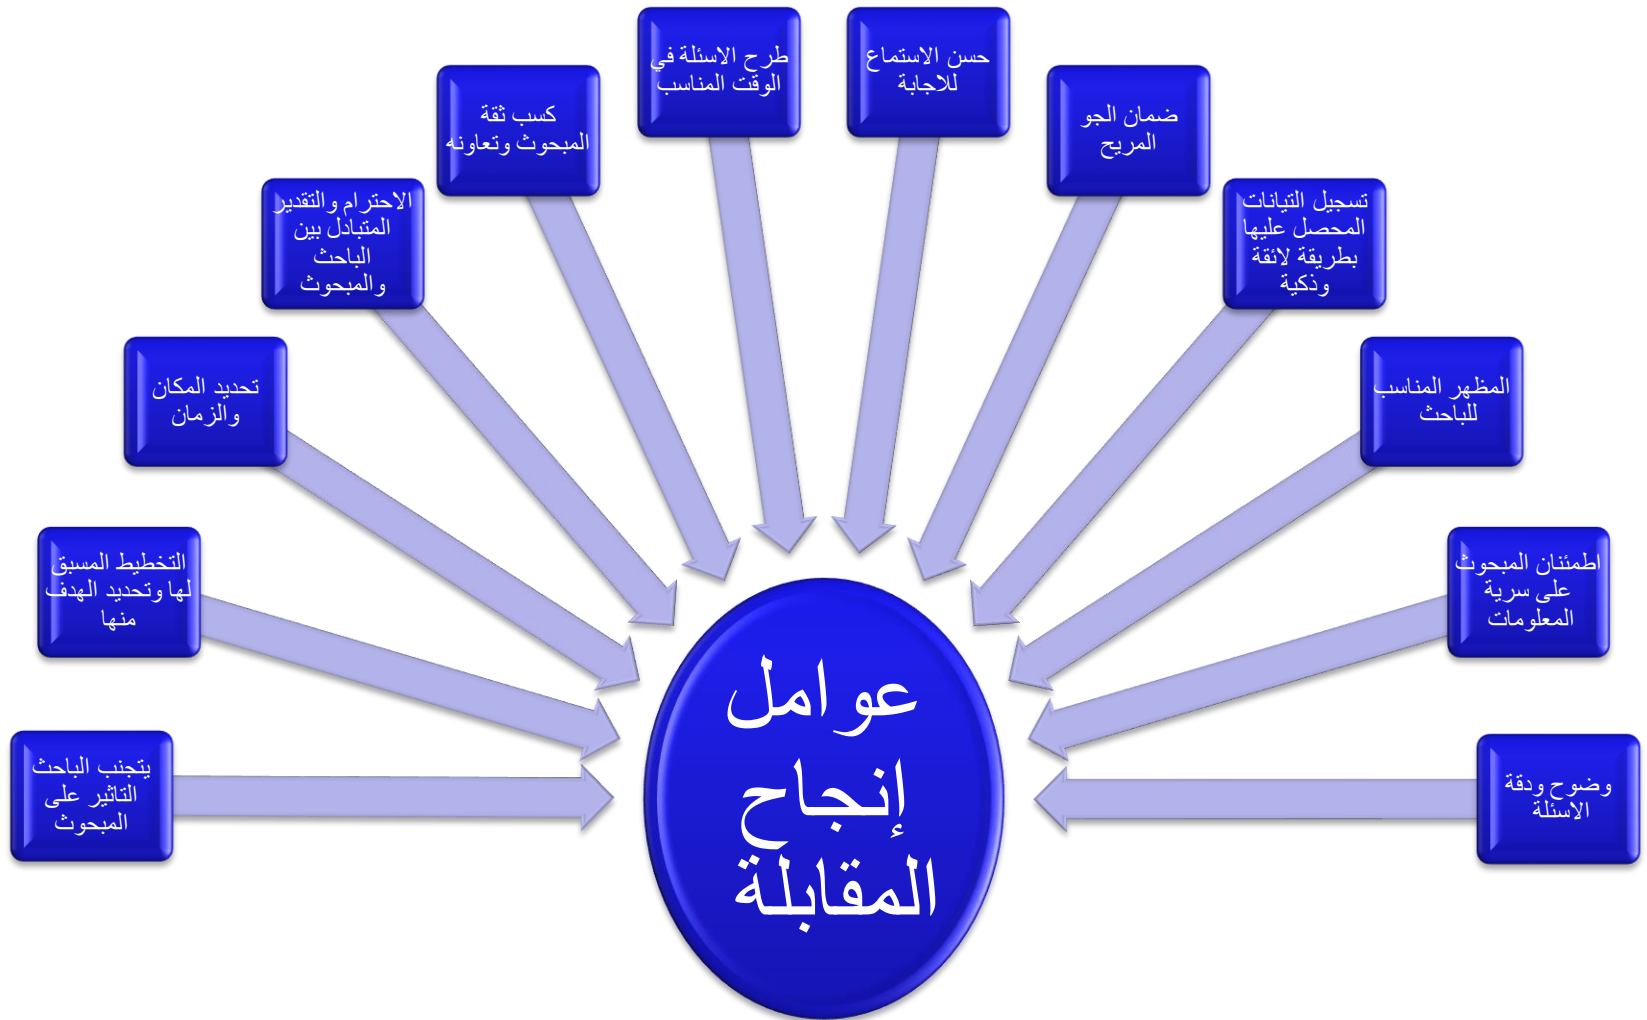 طرح الاسئلة في
الوقت المناسب
حسن الاستماع
للاجابة
كسب ثقة
المبحوث وتعاونه
ضمان الجو
المريح
الاحترام والتقدير
المتبادل بين
الباحث
والمبحوث
تسجيل التيانات
المحصل عليها
بطريقة لائقة
وذكية
تحديد المكان
والزمان
المظهر المناسب
للباحث
التخطيط المسبق
لها وتحديد الهدف
منها
اطمئنان المبحوث
على سرية
المعلومات
يتجنب الباحث
التاثير على
المبحوث
وضوح ودقة
الاسئلة
عوامل
إنجاح
المقابلة